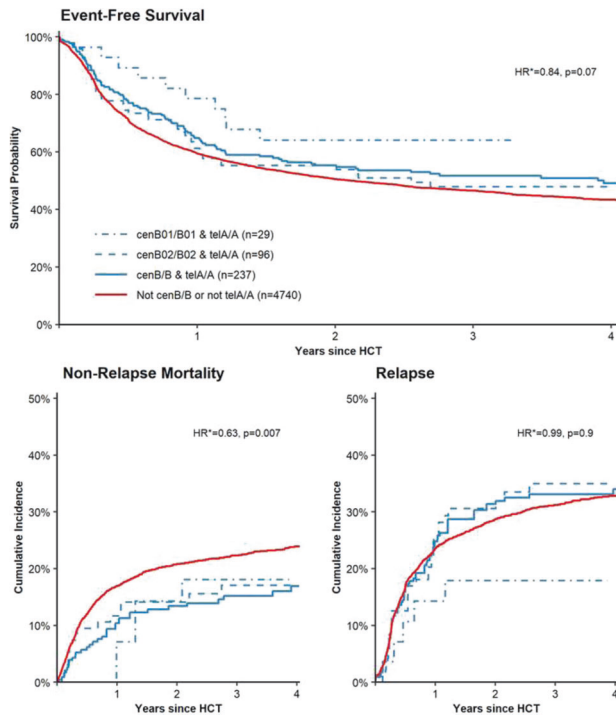 Event-Free Survival
100%
80%
60%
40%
20%
0%
Survival Probability
HR*=0.84, p=0.07
cenB01/B01 & telA/A (n=29)
cenB02/B02 & telA/A (n=96)
cenB/B & telA/A (n=237)
Not cenB/B or not telA/A (n=4740)
1 2 3 4
Years since HCT
Non-Relapse Mortality
50%
40%
30%
20%
10%
0%
Cumulative Incidence
HR*=0.63, p=0.007
0 1 2 3 4
Years since HCT
Relapse
50%
40%
30%
20%
10%
0%
Cumulative Incidence
HR*=0.99, p=0.9
0 1 2 3 4
Years since HCT